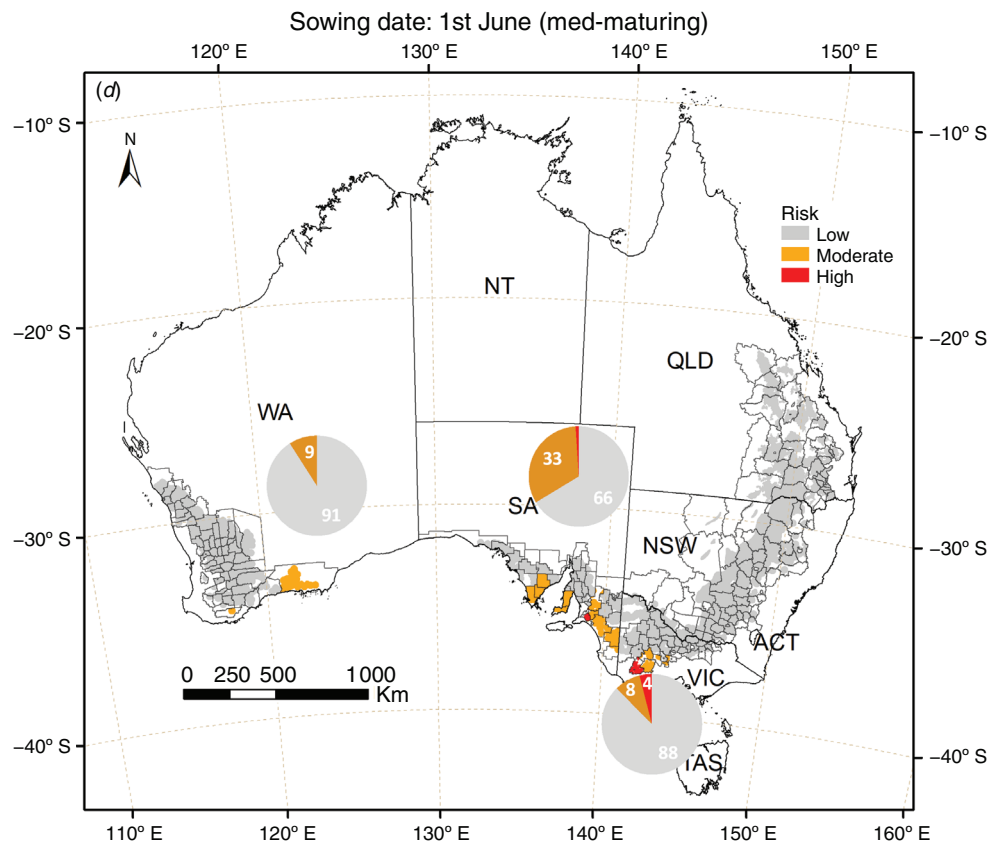 Sowing date: 1st June (med-maturing)
120° E 130° E 140° E 150° E
(d)
−10° S −10° S
N
Risk
Low
Moderate
High
NT
−20° S −20° S
QLD
WA
9
33
91
66
SA
−30° S −30° S
NSW
ACT
0 250 500 1000
Km
VIC
8 4
88
TAS
−40° S −40° S
110° E 120° E 130° E 140° E 150° E 160° E